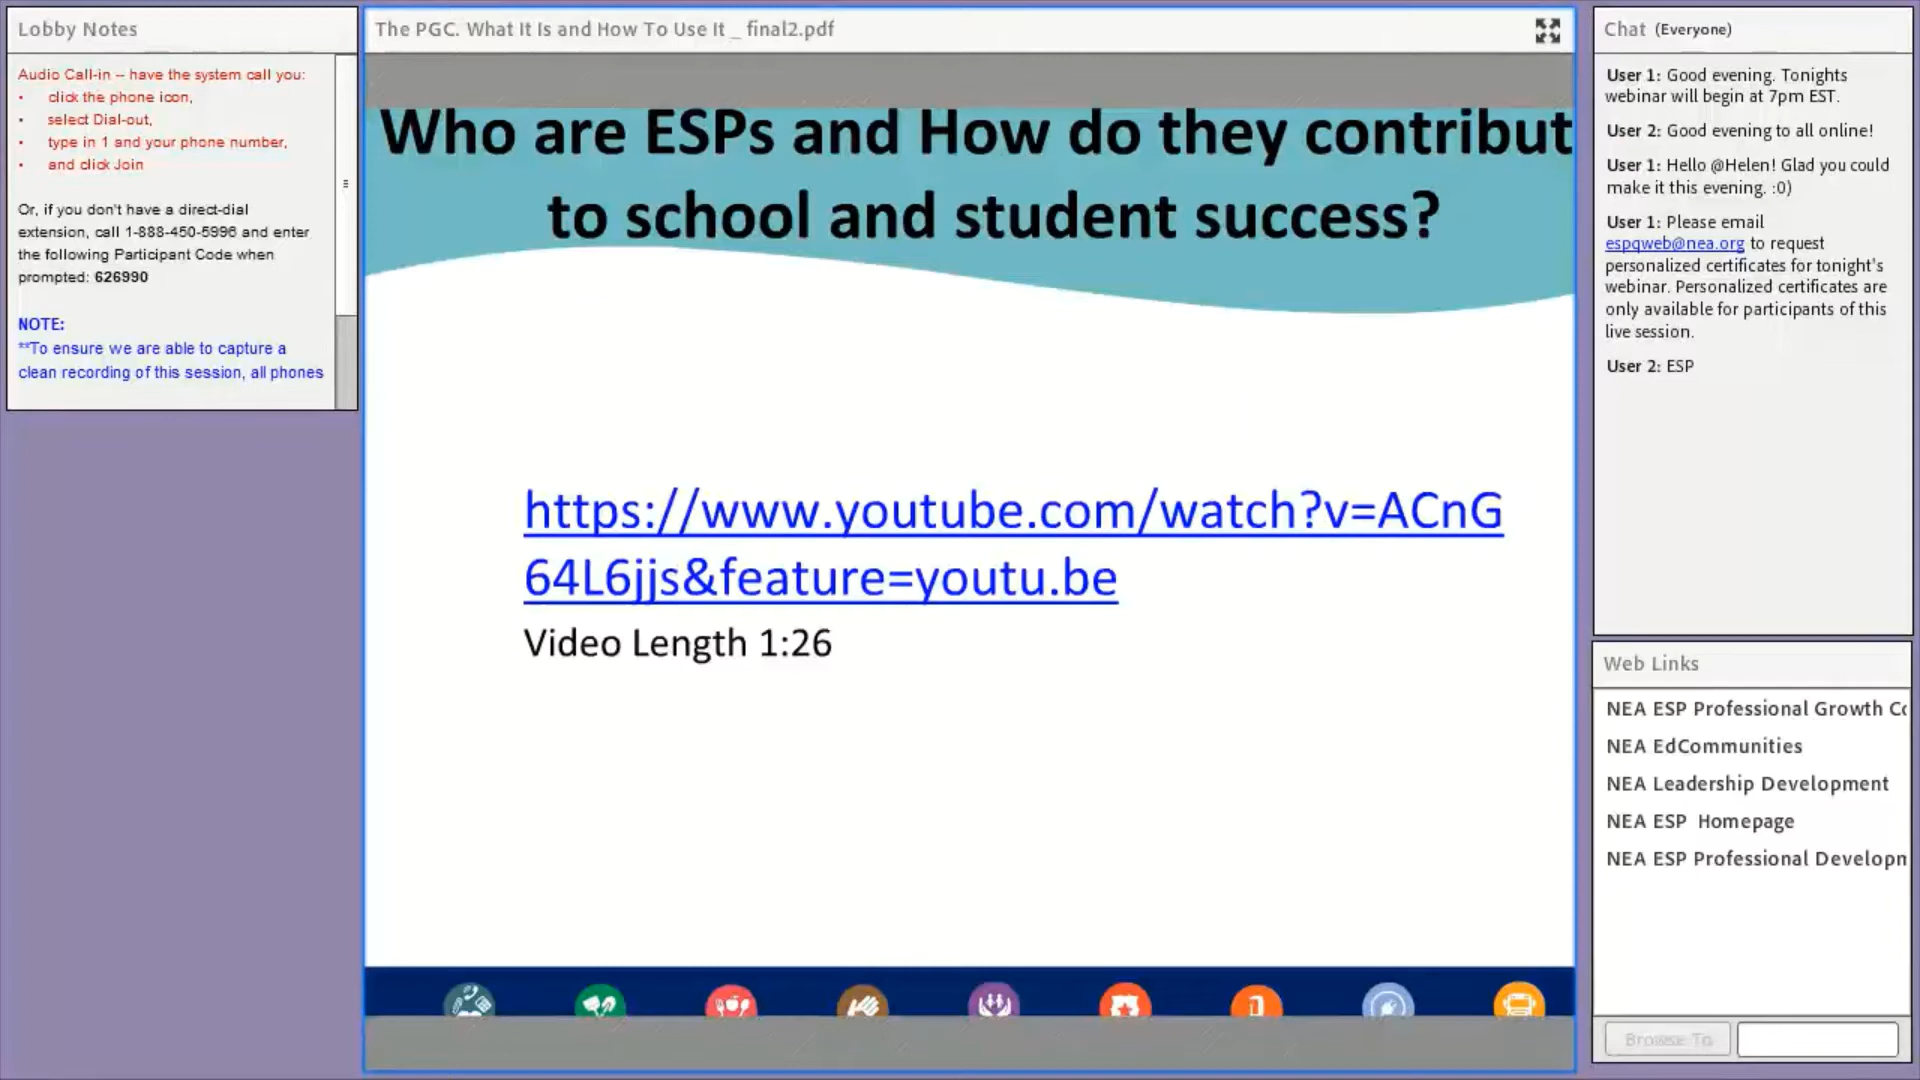 Lobby Notes
Audio Call-in -- have the system call you:
• click the phone icon,
• select Dial-out,
• type in 1 and your phone number,
• and click Join
Or, if you don't have a direct-dial
extension, call 1-888-450-5996 and enter
the following Participant Code when
prompted: 626990
NOTE:
**To ensure we are able to capture a
clean recording of this session, all phones
The PGC. What It Is and How To Use It _ final2.pdf
Who are ESPs and How do they contribut
to school and student success?
https://www.youtube.com/watch?v=ACnG
64L6jjs&feature=youtu.be
Video Length 1:26
Chat (Everyone)
User 1: Good evening. Tonights
webinar will begin at 7pm EST.
User 2: Good evening to all online!
User 1: Hello @Helen! Glad you could
make it this evening. :0)
User 1: Please email
espqweb@nea.org to request
personalized certificates for tonight's
webinar. Personalized certificates are
only available for participants of this
live session.
User 2: ESP
Web Links
NEA ESP Professional Growth Co
NEA EdCommunities
NEA Leadership Development
NEA ESP Homepage
NEA ESP Professional Developm
Browse To